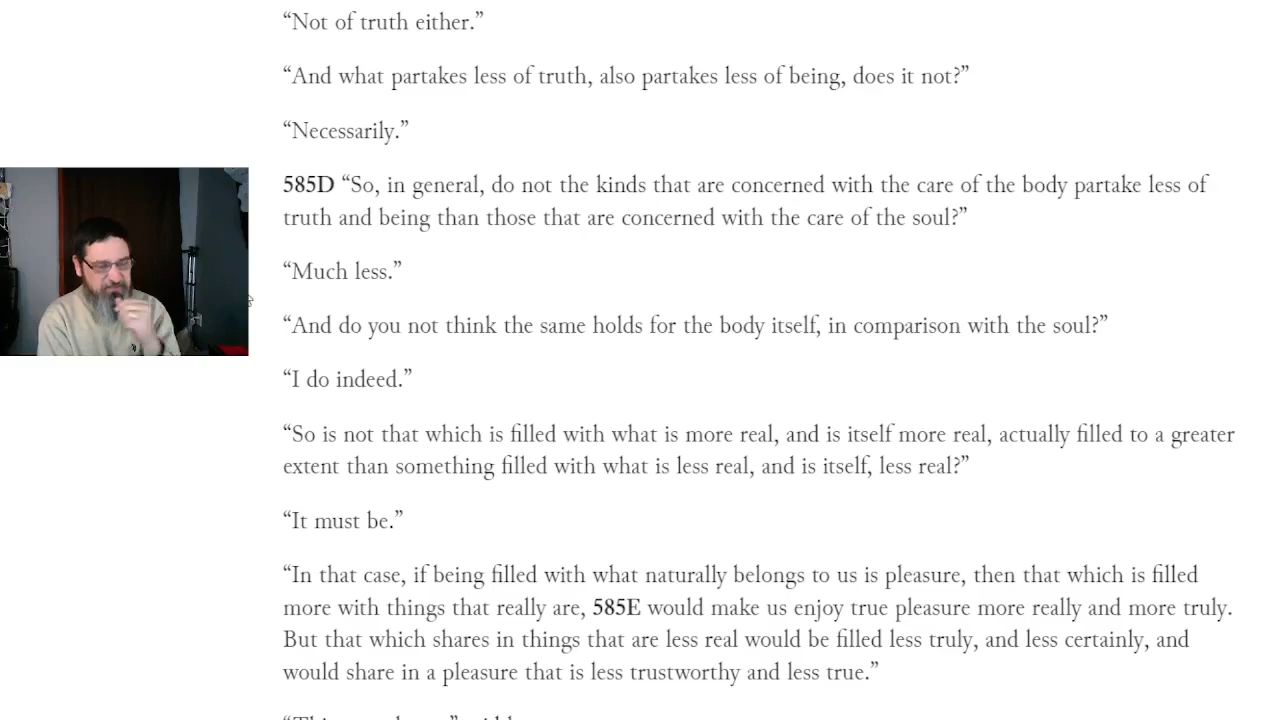 “Not of truth either.”
“And what partakes less of truth, also partakes less of being, does it not?”
“Necessarily.”
585D “So, in general, do not the kinds that are concerned with the care of the body partake less of
truth and being than those that are concerned with the care of the soul?”
“Much less.”
“And do you not think the same holds for the body itself, in comparison with the soul?”
“I do indeed.”
“So is not that which is filled with what is more real, and is itself more real, actually filled to a greater
extent than something filled with what is less real, and is itself, less real?”
“It must be.”
“In that case, if being filled with what naturally belongs to us is pleasure, then that which is filled
more with things that really are, 585E would make us enjoy true pleasure more really and more truly.
But that which shares in things that are less real would be filled less truly, and less certainly, and
would share in a pleasure that is less trustworthy and less true.”